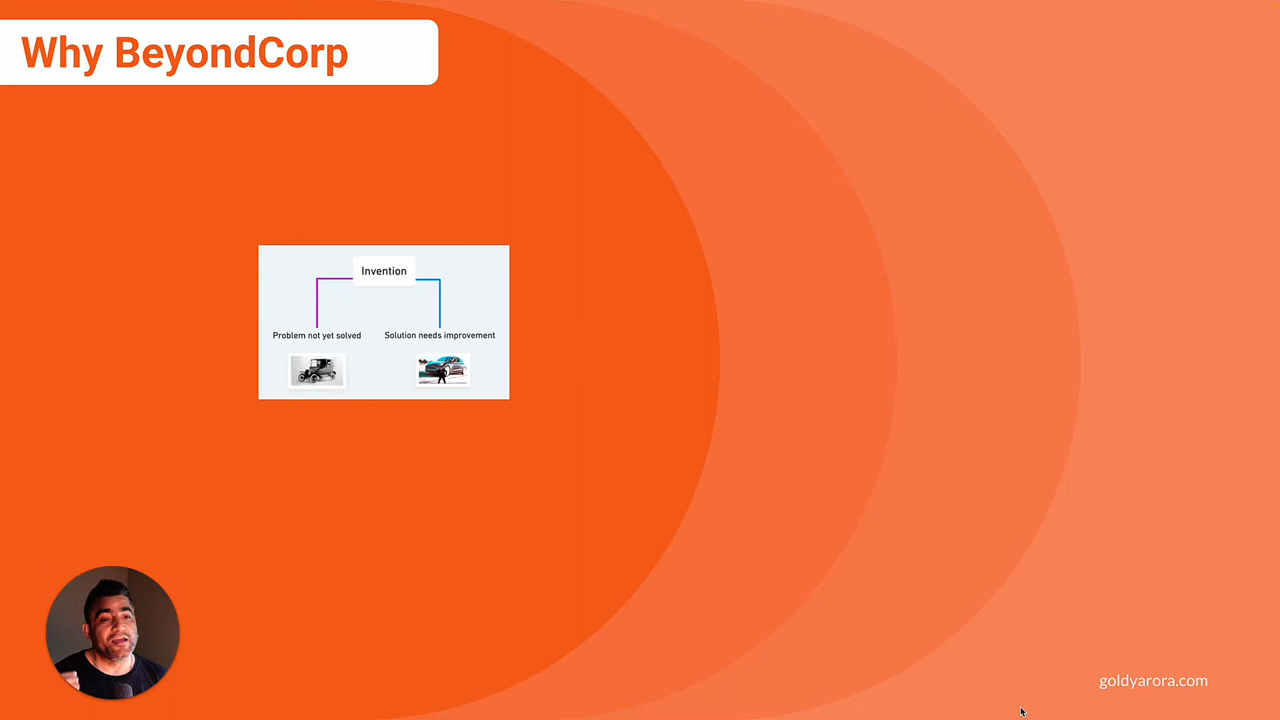 Why BeyondCorp
Invention
Problem not yet solved
Solution needs improvement
goldyarora.com